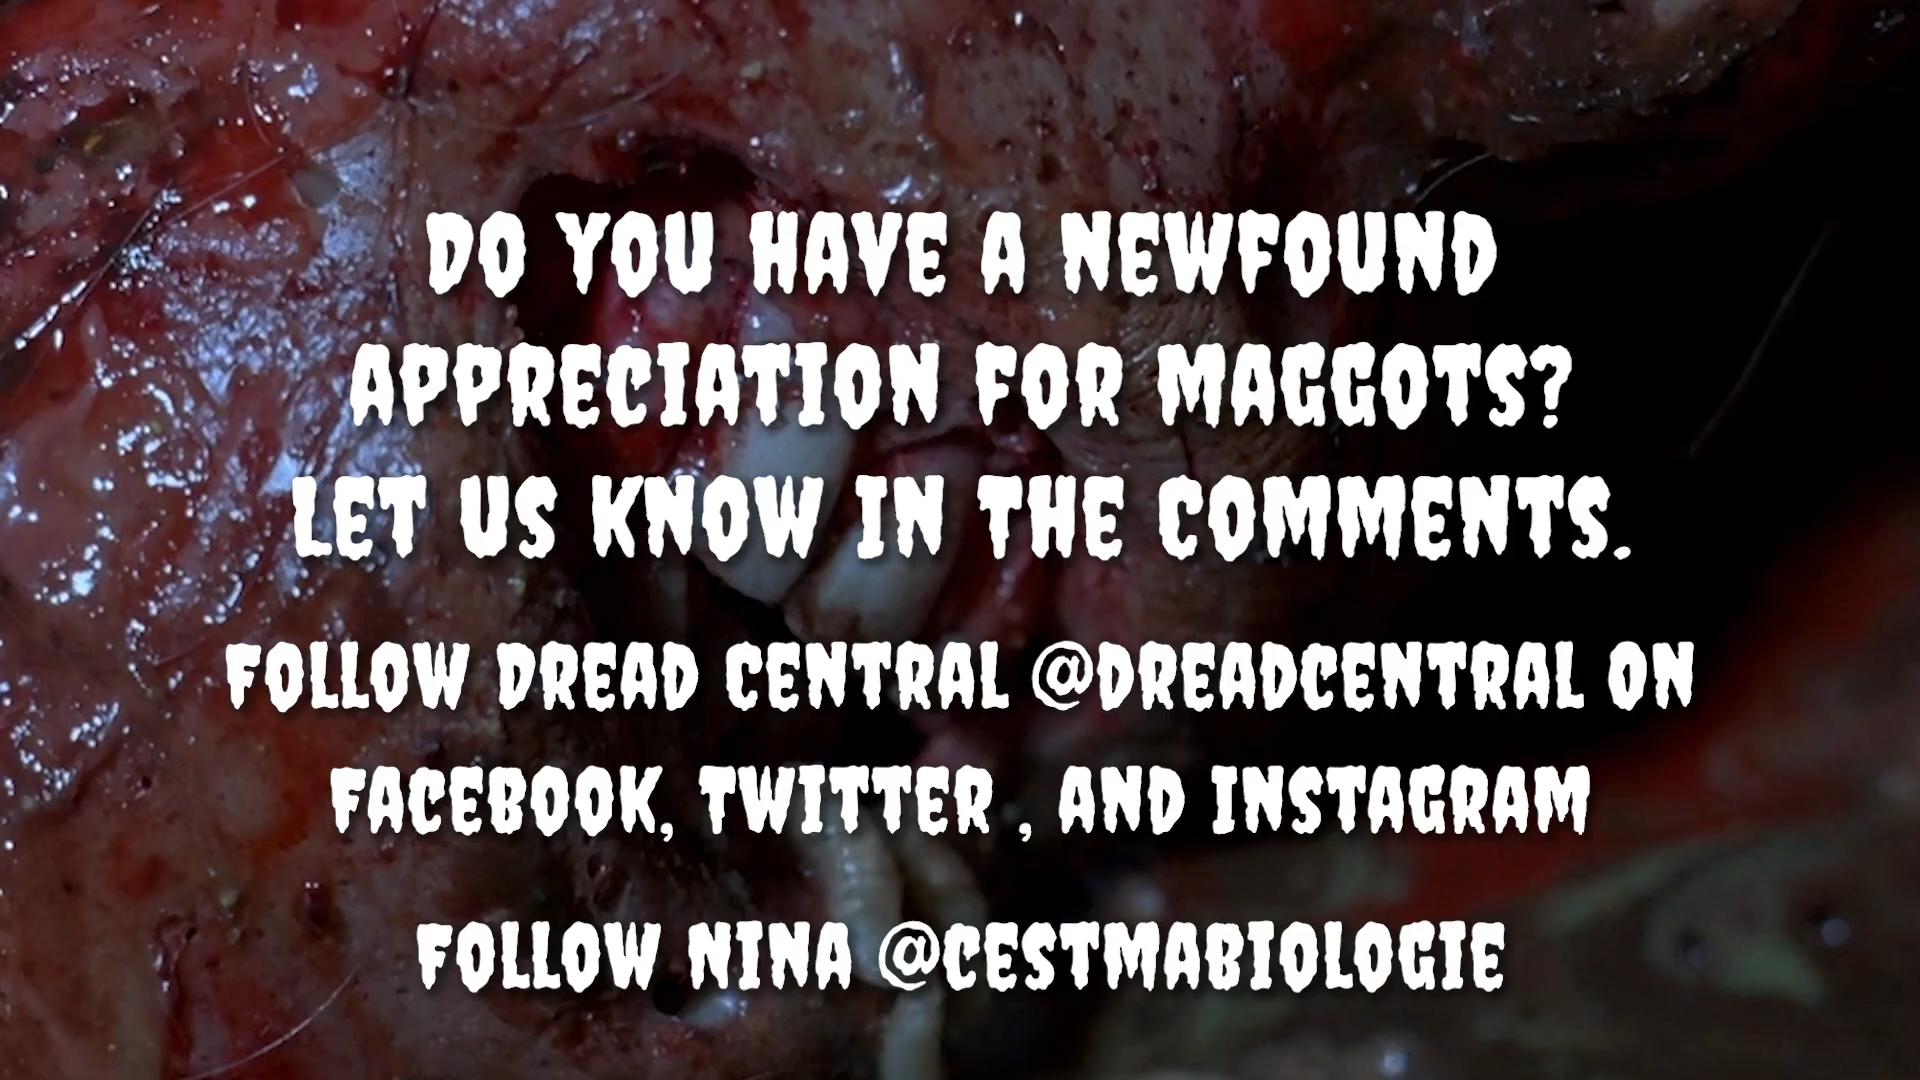 DO YOU HAVE A NEWFOUND
APPRECIATION FOR MAGGOTS?
LET US KNOW IN THE COMMENTS.
FOLLOW DREAD CENTRAL @DREADCENTRAL ON
FACEBOOK, TWITTER , AND INSTAGRAM
FOLLOW NINA @CESTMABIOLOGIE